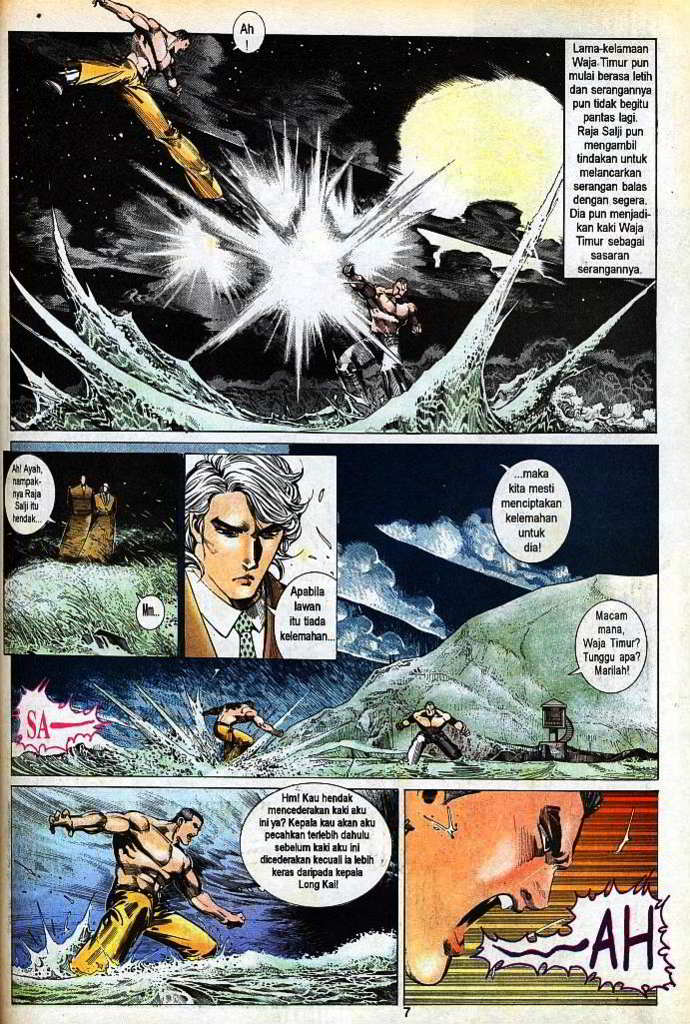 Ah
!
Lama-kelamaan
Waja Timur pun
mulai berasa letih
dan serangannya
pun tidak begitu
pantas lagi.
Raja Salji pun
mengambil
tindakan untuk
melancarkan
serangan balas
dengan segera.
Dia pun menjadi-
kan kaki Waja
Timur sebagai
sasaran
serangannya.
Ah! Ayah,
nampak-
nya Raja
Salji itu
hendak...
Mm...
Apabila
lawan
itu tiada
kelemahan...
...maka
kita mesti
menciptakan
kelemahan
untuk
dia!
Macam
mana,
Waja Timur?
Tunggu apa?
Marilah!
SA
Hm! Kau hendak
mencederakan kaki aku
ini ya? Kepala kau akan aku
pecahkan terlebih dahulu
sebelum kaki aku ini
dicederakan kecuali ia lebih
keras daripada kepala
Long Kai!
AH
7